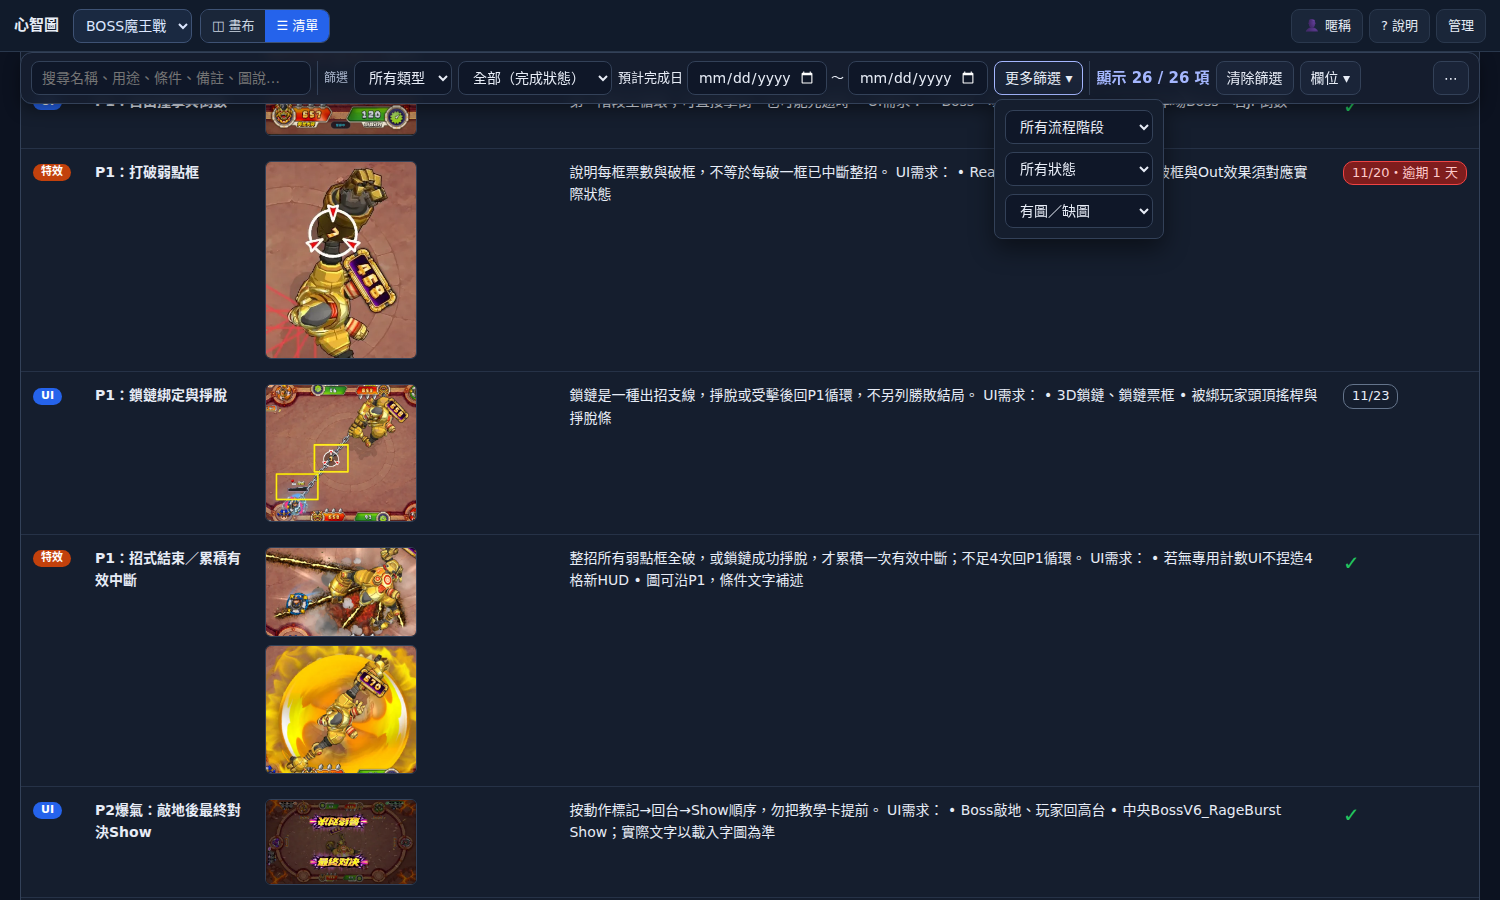 心智圖 BOSS魔王戰 ◫ 畫布 ☰ 清單 👤 暱稱 ? 說明 管理
搜尋名稱、用途、條件、備註、圖說… 篩選 所有類型 全部（完成狀態） 預計完成日 mm/dd/yyyy ～ mm/dd/yyyy 更多篩選 ▾ 顯示 26 / 26 項 清除篩選 欄位 ▾ …
657 120 ✓
所有流程階段
所有狀態
有圖／缺圖
特效 P1：打破弱點框 說明每框票數與破框，不等於每破一框已中斷整招。 UI需求： • Rea 框與Out效果須對應實 11/20・逾期 1 天
際狀態
468
UI P1：鎖鏈綁定與掙脫 鎖鏈是一種出招支線，掙脫或受擊後回P1循環，不另列勝敗結局。 UI需求： • 3D鎖鏈、鎖鏈票框 • 被綁玩家頭頂搖桿與 11/23
掙脫條
特效 P1：招式結束／累積有 整招所有弱點框全破，或鎖鏈成功掙脫，才累積一次有效中斷；不足4次回P1循環。 UI需求： • 若無專用計數UI不捏造4 ✓
效中斷 格新HUD • 圖可沿P1，條件文字補述
670
UI P2爆氣：敲地後最終對 按動作標記→回台→Show順序，勿把教學卡提前。 UI需求： • Boss敲地、玩家回高台 • 中央BossV6_RageBurst ✓
決Show Show；實際文字以載入字圖為準
最终对决